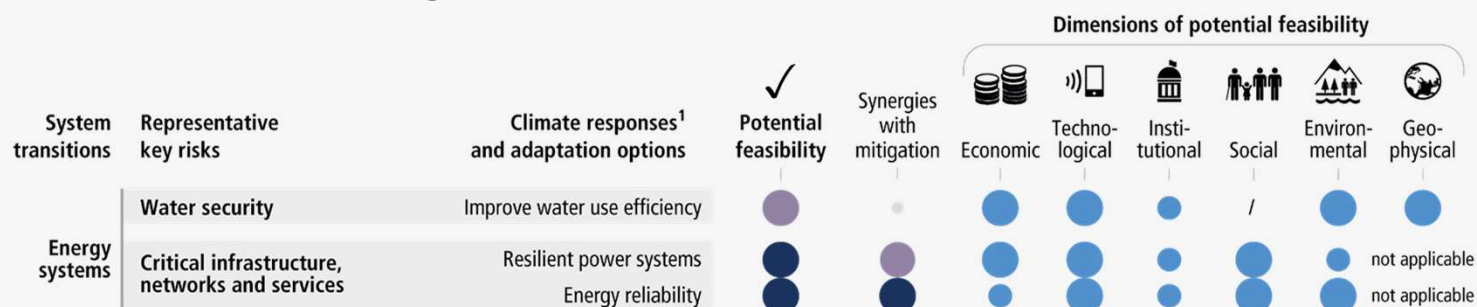 Dimensions of potential feasibility
System transitions
Representative key risks
Climate responses¹ and adaptation options
Potential feasibility
Synergies with mitigation
Economic
Techno-
logical
Insti-
tutional
Social
Environ-
mental
Geo-
physical
Energy systems
Water security
Improve water use efficiency
/
Critical infrastructure,
networks and services
Resilient power systems
not applicable
Energy reliability
not applicable